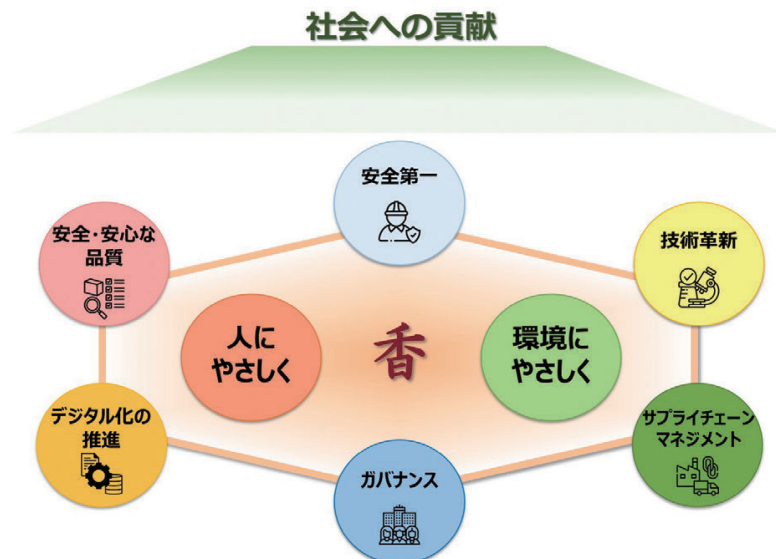 社会への貢献
安全第一
安全・安心な
品質
技術革新
人に
やさしく
香
環境に
やさしく
デジタル化の
推進
サプライチェーン
マネジメント
ガバナンス